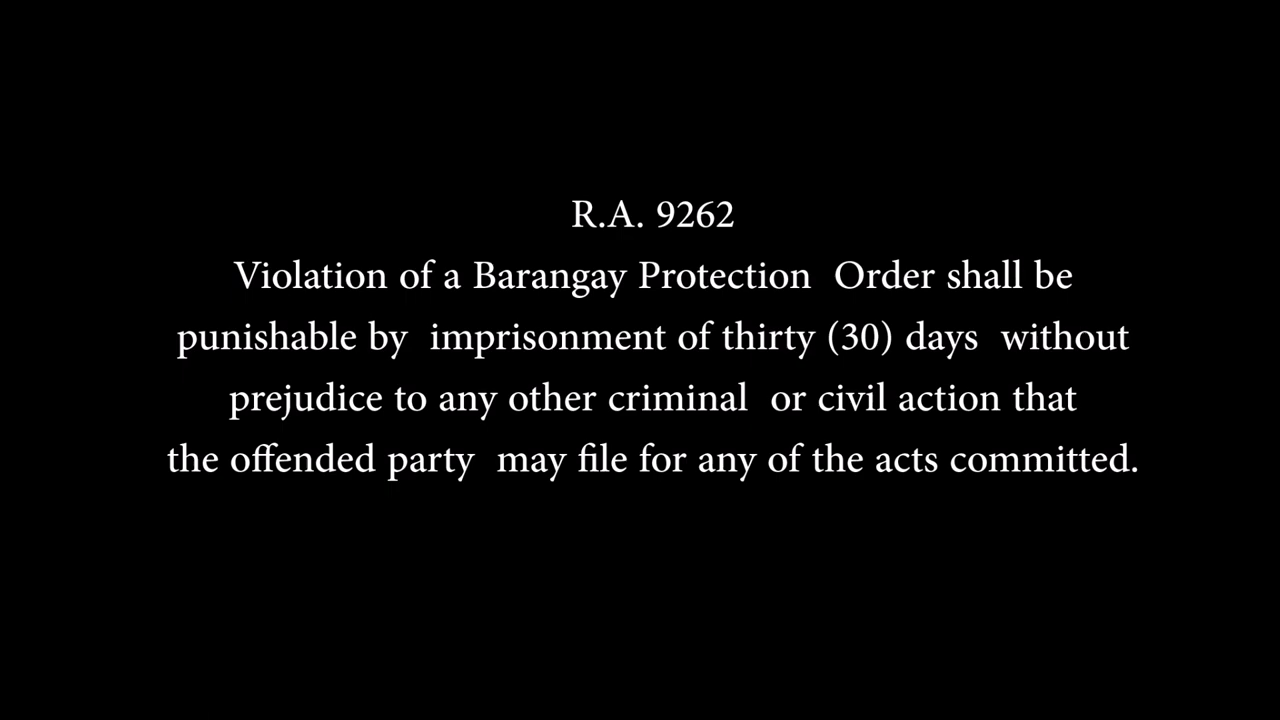 R.A. 9262
Violation of a Barangay Protection Order shall be
punishable by imprisonment of thirty (30) days without
prejudice to any other criminal or civil action that
the offended party may file for any of the acts committed.